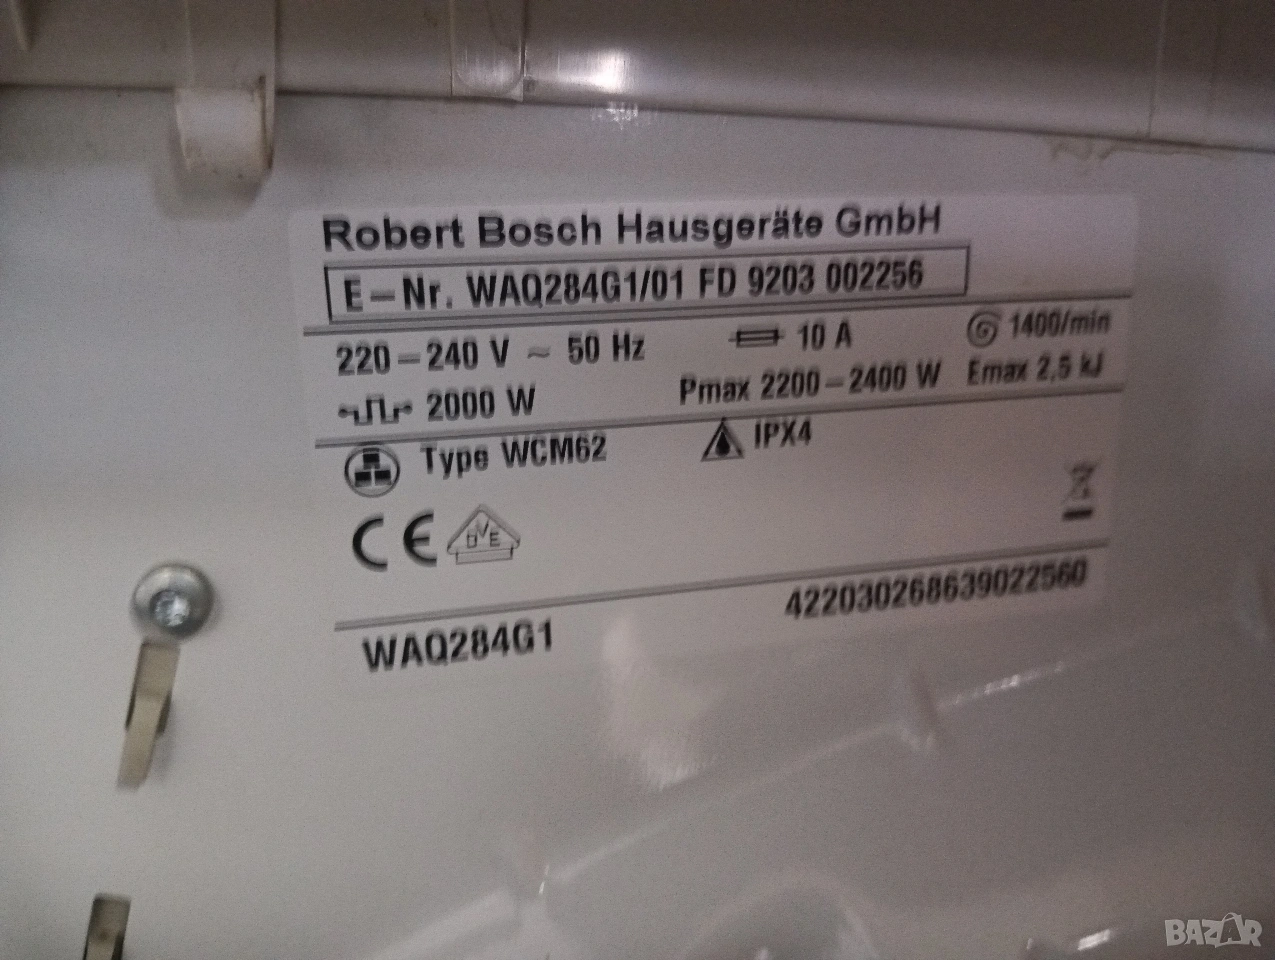 Robert Bosch Hausgeräte GmbH
E-Nr. WAQ284G1/01 FD 9203 002256
220-240 V ~ 50 Hz 10 A 1400/min
2000 W Pmax 2200-2400 W Emax 2,5 kJ
Type WCM62 IPX4
CE DVE
422030268639022560
WAQ284G1
BAZAR